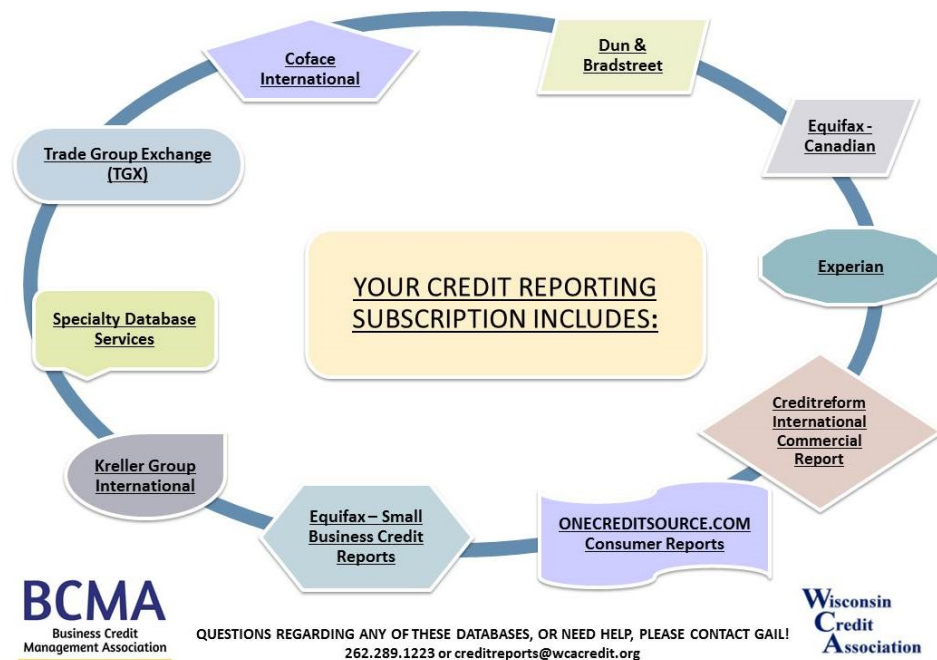 Coface
International
Dun &
Bradstreet
Equifax -
Canadian
Trade Group Exchange
(TGX)
Experian
YOUR CREDIT REPORTING
SUBSCRIPTION INCLUDES:
Specialty Database
Services
Creditreform
International
Commercial
Report
Kreller Group
International
Equifax – Small
Business Credit
Reports
ONECREDITSOURCE.COM
Consumer Reports
BCMA
Business Credit
Management Association
QUESTIONS REGARDING ANY OF THESE DATABASES, OR NEED HELP, PLEASE CONTACT GAIL!
262.289.1223 or creditreports@wcacredit.org
Wisconsin
Credit
Association